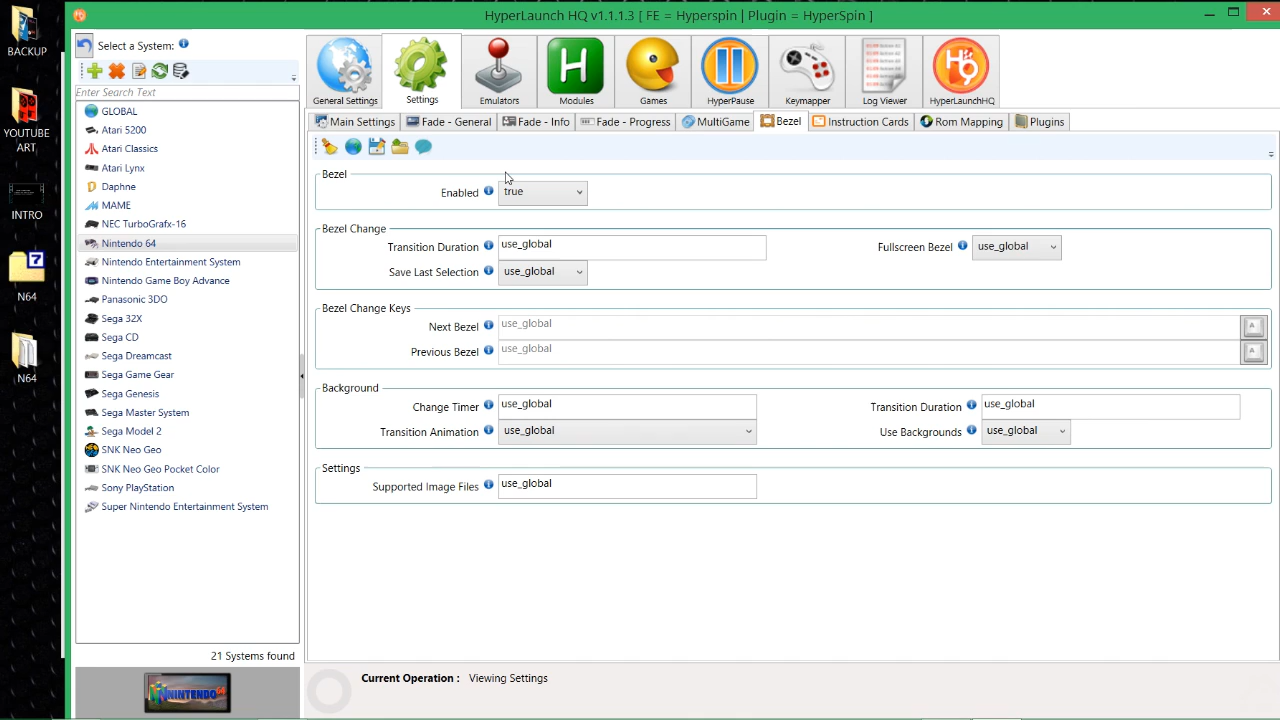 HyperLaunch HQ v1.1.1.3 [ FE = Hyperspin | Plugin = HyperSpin ]
BACKUP
YOUTUBE
ART
INTRO
7
N64
N64
Select a System:
Enter Search Text
GLOBAL
Atari 5200
Atari Classics
Atari Lynx
Daphne
MAME
NEC TurboGrafx-16
Nintendo 64
Nintendo Entertainment System
Nintendo Game Boy Advance
Panasonic 3DO
Sega 32X
Sega CD
Sega Dreamcast
Sega Game Gear
Sega Genesis
Sega Master System
Sega Model 2
SNK Neo Geo
SNK Neo Geo Pocket Color
Sony PlayStation
Super Nintendo Entertainment System
21 Systems found
NINTENDO 64
General Settings Settings Emulators Modules Games HyperPause Keymapper Log Viewer HyperLaunchHQ
Main Settings Fade - General Fade - Info Fade - Progress MultiGame Bezel Instruction Cards Rom Mapping Plugins
Bezel
Enabled true
Bezel Change
Transition Duration use_global Fullscreen Bezel use_global
Save Last Selection use_global
Bezel Change Keys
Next Bezel use_global A
Previous Bezel use_global A
Background
Change Timer use_global Transition Duration use_global
Transition Animation use_global Use Backgrounds use_global
Settings
Supported Image Files use_global
Current Operation : Viewing Settings